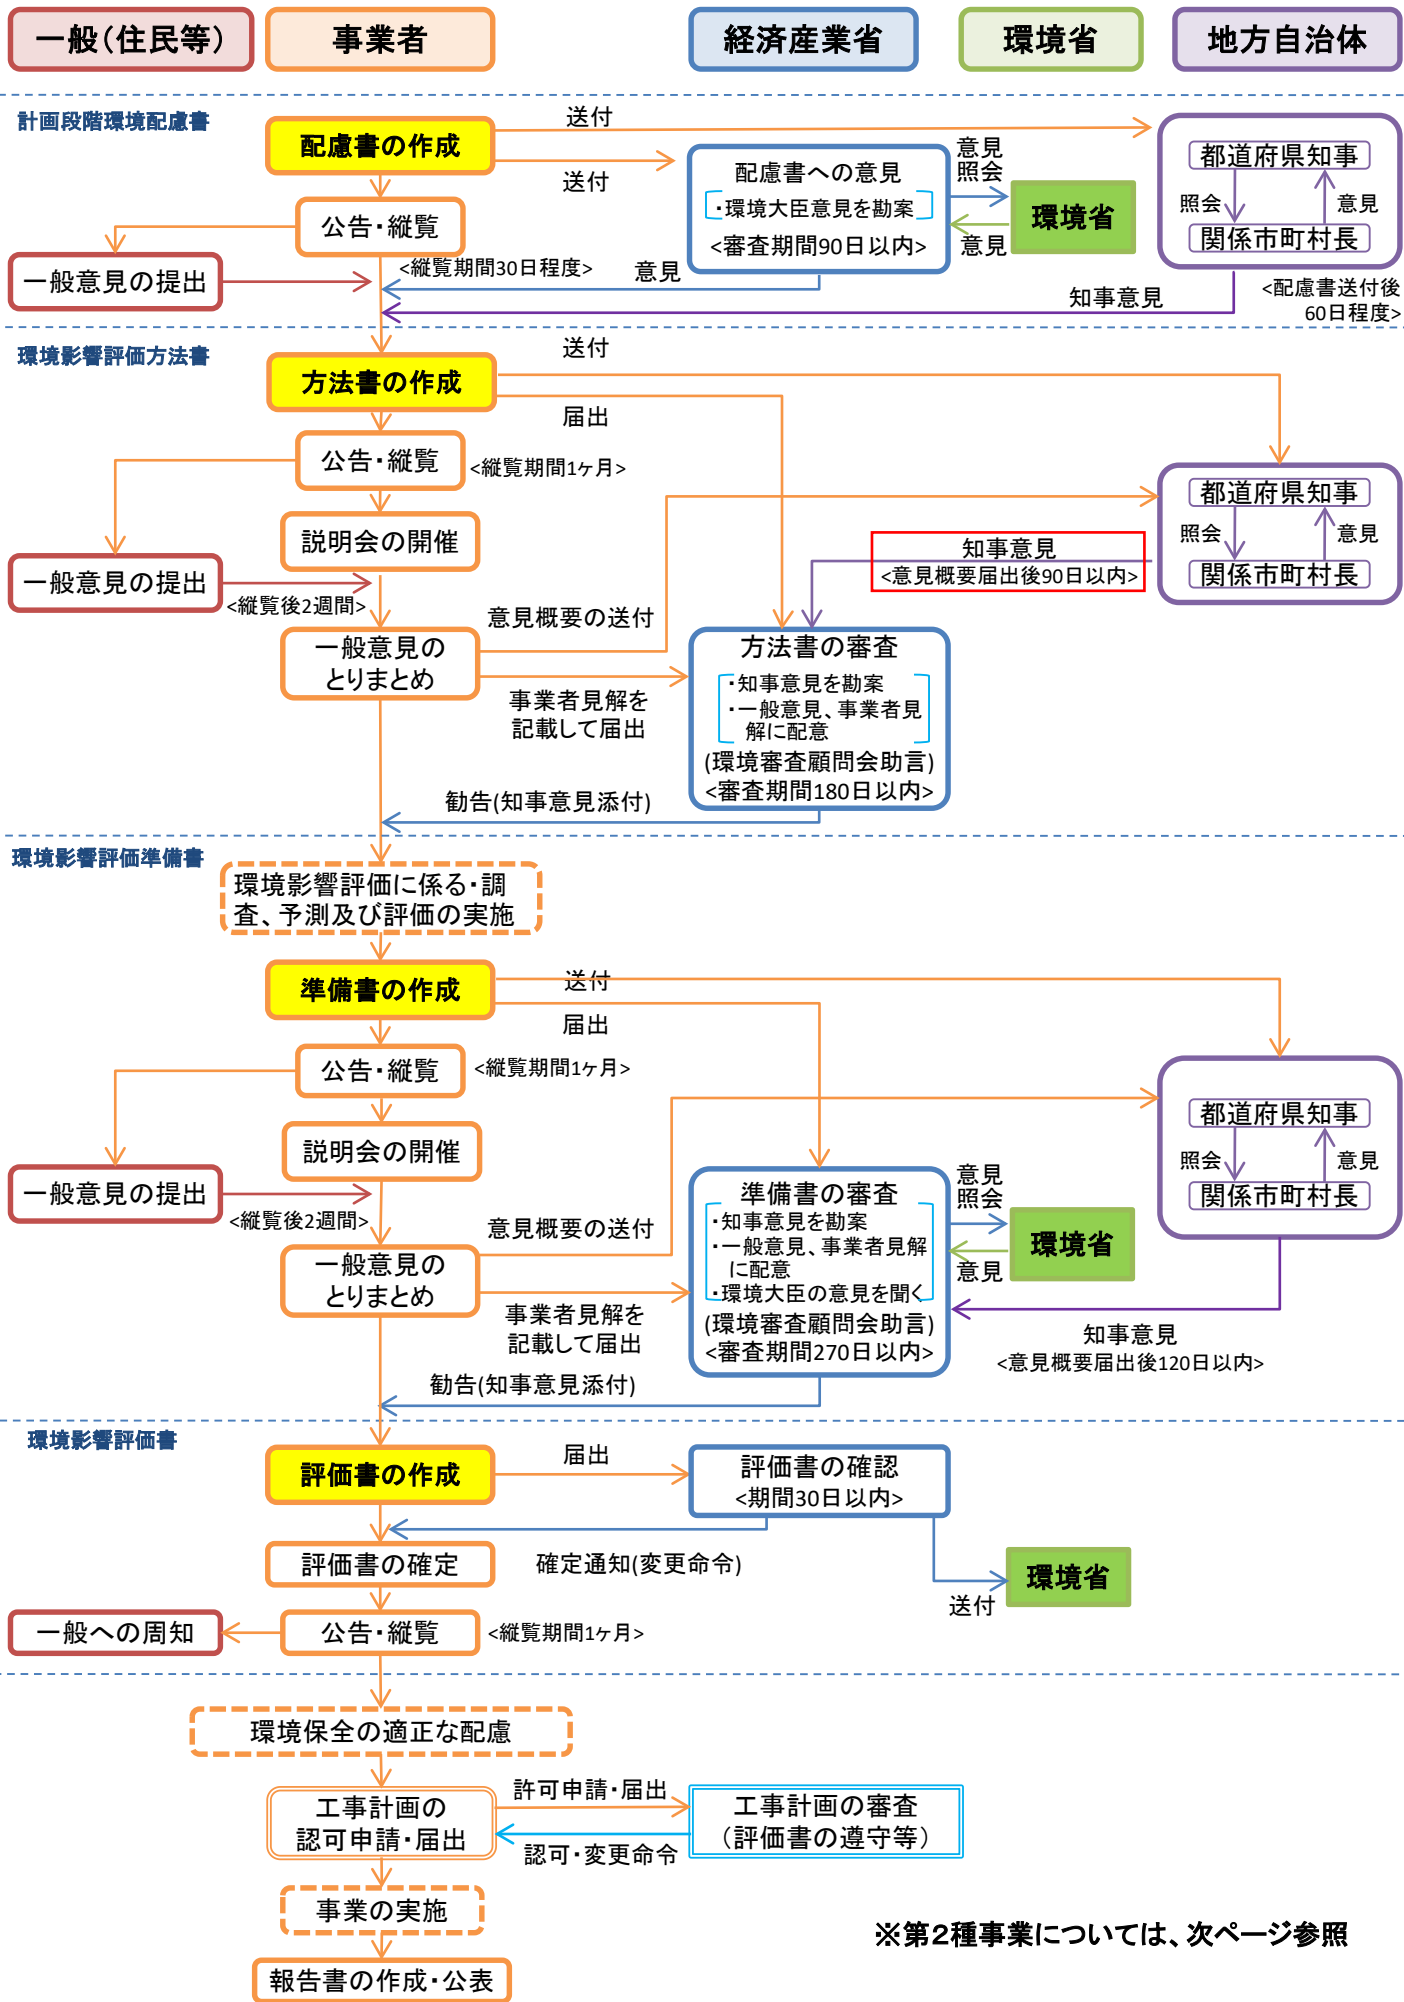 一般(住民等)
事業者
経済産業省
環境省
地方自治体
計画段階環境配慮書
配慮書の作成
送付
送付
公告・縦覧
<縦覧期間30日程度>
一般意見の提出
配慮書への意見
・環境大臣意見を勘案
<審査期間90日以内>
意見
照会
意見
環境省
都道府県知事
照会
意見
関係市町村長
意見
知事意見
<配慮書送付後
60日程度>
環境影響評価方法書
方法書の作成
送付
届出
公告・縦覧
<縦覧期間1ヶ月>
説明会の開催
一般意見の提出
<縦覧後2週間>
一般意見の
とりまとめ
意見概要の送付
事業者見解を
記載して届出
都道府県知事
照会
意見
関係市町村長
知事意見
<意見概要届出後90日以内>
方法書の審査
・知事意見を勘案
・一般意見、事業者見
解に配意
(環境審査顧問会助言)
<審査期間180日以内>
勧告(知事意見添付)
環境影響評価準備書
環境影響評価に係る・調
査、予測及び評価の実施
準備書の作成
送付
届出
公告・縦覧
<縦覧期間1ヶ月>
説明会の開催
一般意見の提出
<縦覧後2週間>
一般意見の
とりまとめ
意見概要の送付
事業者見解を
記載して届出
準備書の審査
・知事意見を勘案
・一般意見、事業者見解
に配意
・環境大臣の意見を聞く
(環境審査顧問会助言)
<審査期間270日以内>
意見
照会
意見
環境省
都道府県知事
照会
意見
関係市町村長
知事意見
<意見概要届出後120日以内>
勧告(知事意見添付)
環境影響評価書
評価書の作成
届出
評価書の確認
<期間30日以内>
評価書の確定
確定通知(変更命令)
環境省
送付
一般への周知
公告・縦覧
<縦覧期間1ヶ月>
環境保全の適正な配慮
工事計画の
認可申請・届出
許可申請・届出
認可・変更命令
工事計画の審査
(評価書の遵守等)
事業の実施
報告書の作成・公表
※第2種事業については、次ページ参照